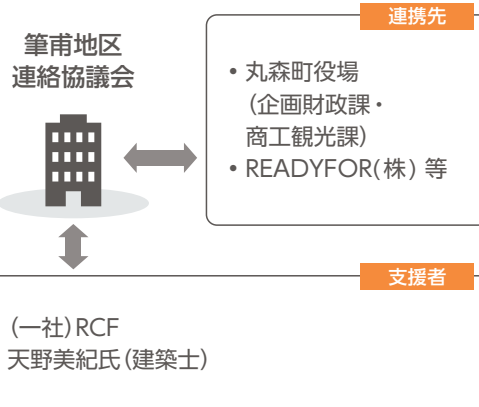 筆甫地区
連絡協議会
連携先
• 丸森町役場
(企画財政課・
商工観光課)
• READYFOR(株) 等
支援者
(一社)RCF
天野美紀氏(建築士)